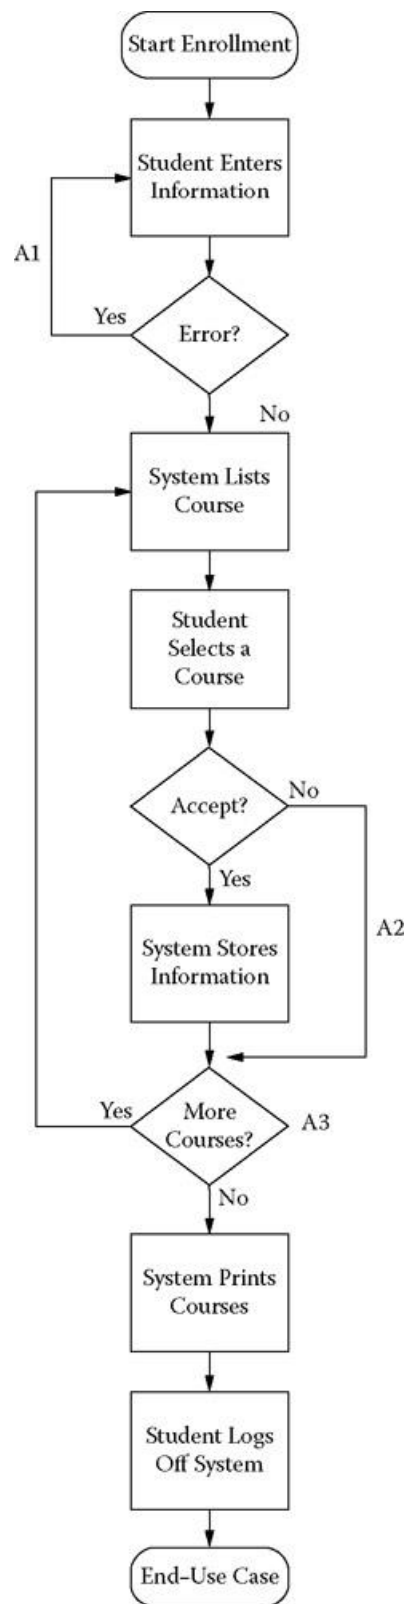 Start Enrollment
Student Enters
Information
A1
Yes
Error?
No
System Lists
Course
Student
Selects a
Course
No
Accept?
Yes
A2
System Stores
Information
Yes
More
Courses?
A3
No
System Prints
Courses
Student Logs
Off System
End–Use Case